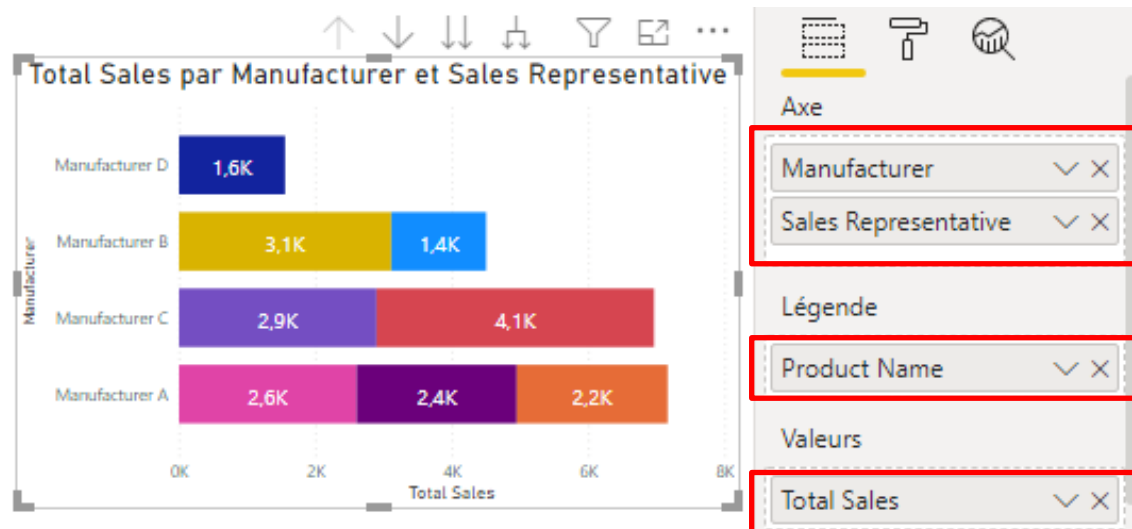 Total Sales par Manufacturer et Sales Representative
Manufacturer
Manufacturer D
1,6K
Manufacturer B
3,1K 1,4K
Manufacturer C
2,9K 4,1K
Manufacturer A
2,6K 2,4K 2,2K
0K 2K 4K 6K 8K
Total Sales
Axe
Manufacturer
Sales Representative
Légende
Product Name
Valeurs
Total Sales